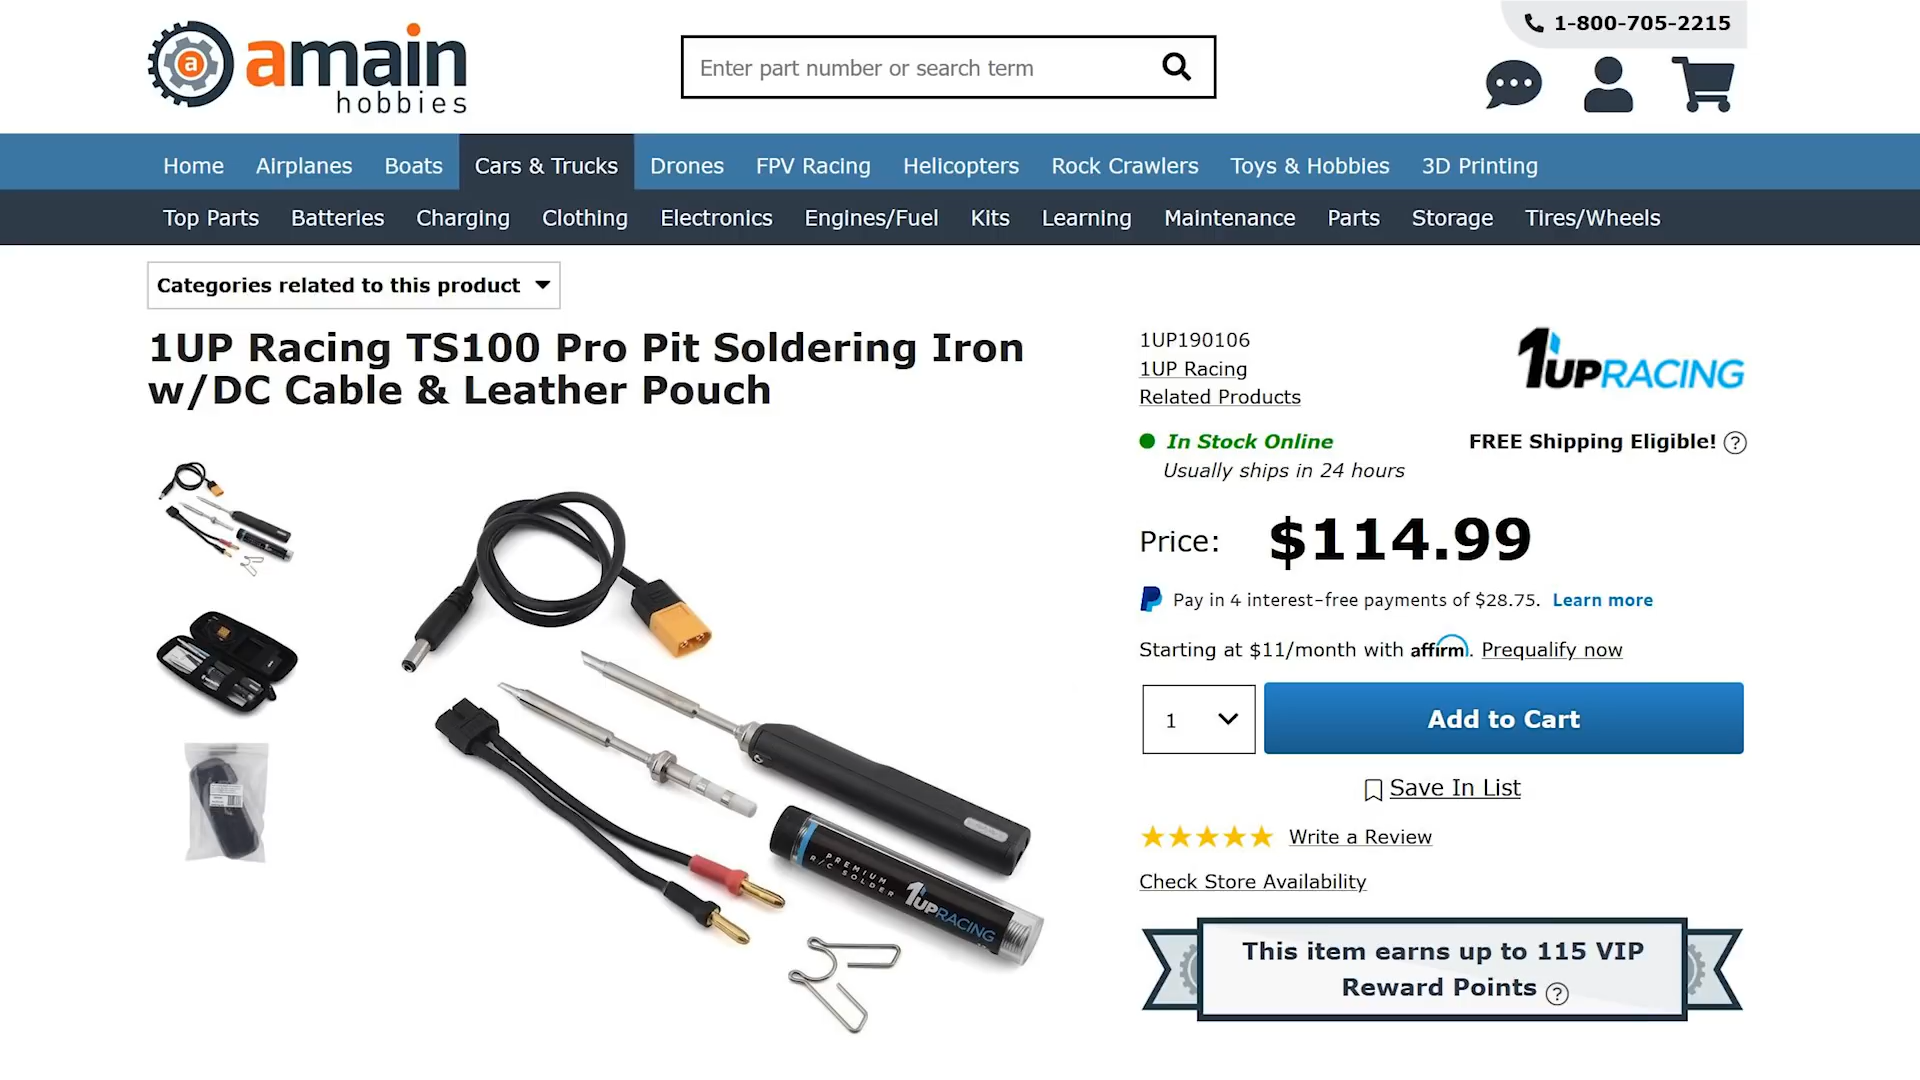 1-800-705-2215
a
amain
hobbies
Enter part number or search term
Home Airplanes Boats Cars & Trucks Drones FPV Racing Helicopters Rock Crawlers Toys & Hobbies 3D Printing
Top Parts Batteries Charging Clothing Electronics Engines/Fuel Kits Learning Maintenance Parts Storage Tires/Wheels
Categories related to this product
1UP Racing TS100 Pro Pit Soldering Iron
w/DC Cable & Leather Pouch
1UP190106
1UP Racing
Related Products
1UPRACING
In Stock Online
FREE Shipping Eligible! ?
Usually ships in 24 hours
Price: $114.99
Pay in 4 interest-free payments of $28.75. Learn more
Starting at $11/month with affirm. Prequalify now
1
Add to Cart
Save In List
Write a Review
Check Store Availability
This item earns up to 115 VIP
Reward Points ?
PREMIUM
R/C SOLDER
1UPRACING